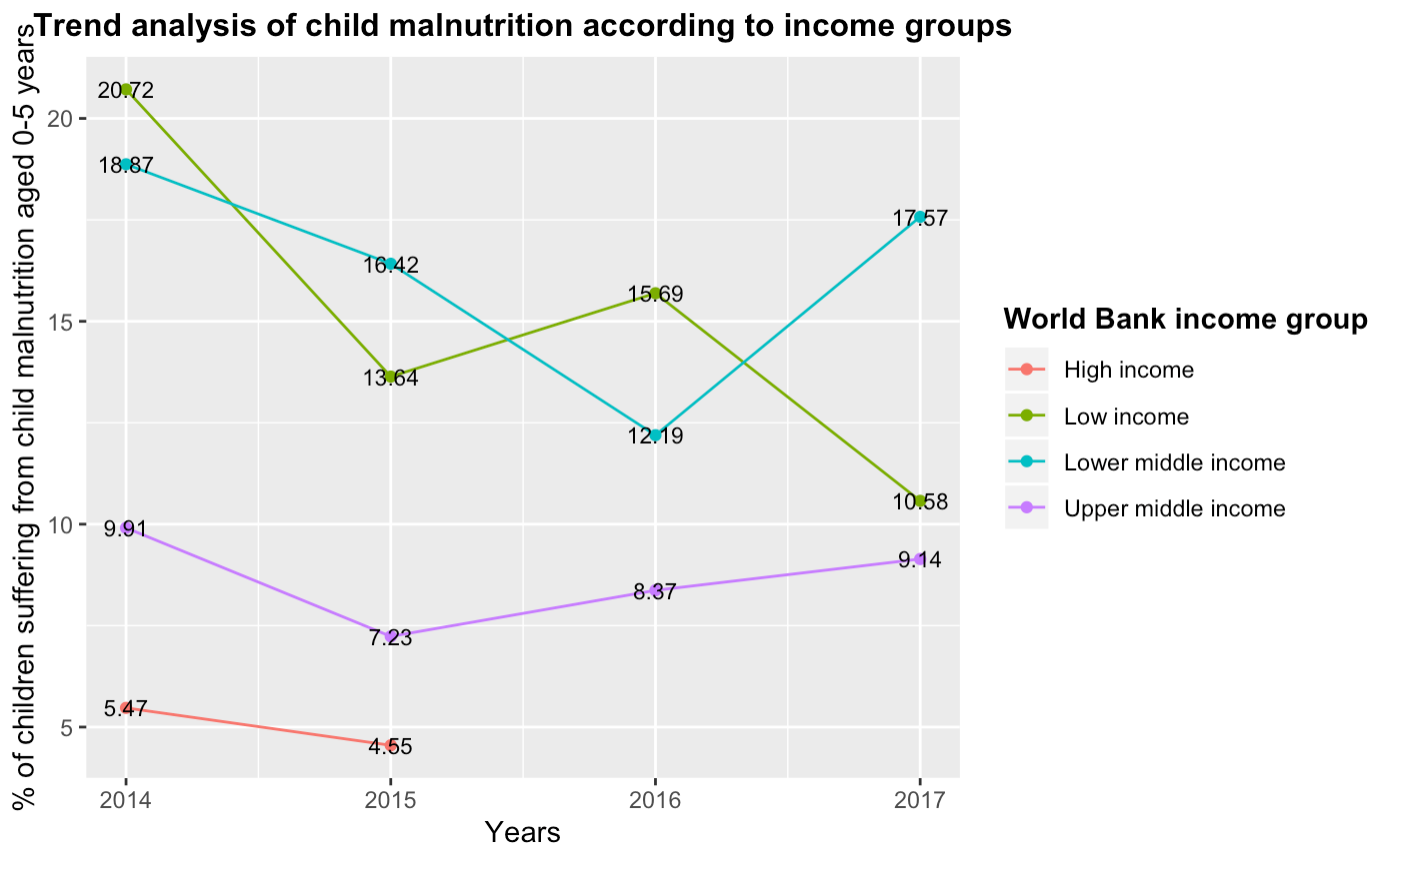 Trend analysis of child malnutrition according to income groups
% of children suffering from child malnutrition aged 0-5 years
20
15
10
5
20.72
18.87
9.91
5.47
16.42
13.64
7.23
4.55
15.69
12.19
8.37
17.57
10.58
9.14
2014
2015
2016
2017
Years
World Bank income group
High income
Low income
Lower middle income
Upper middle income